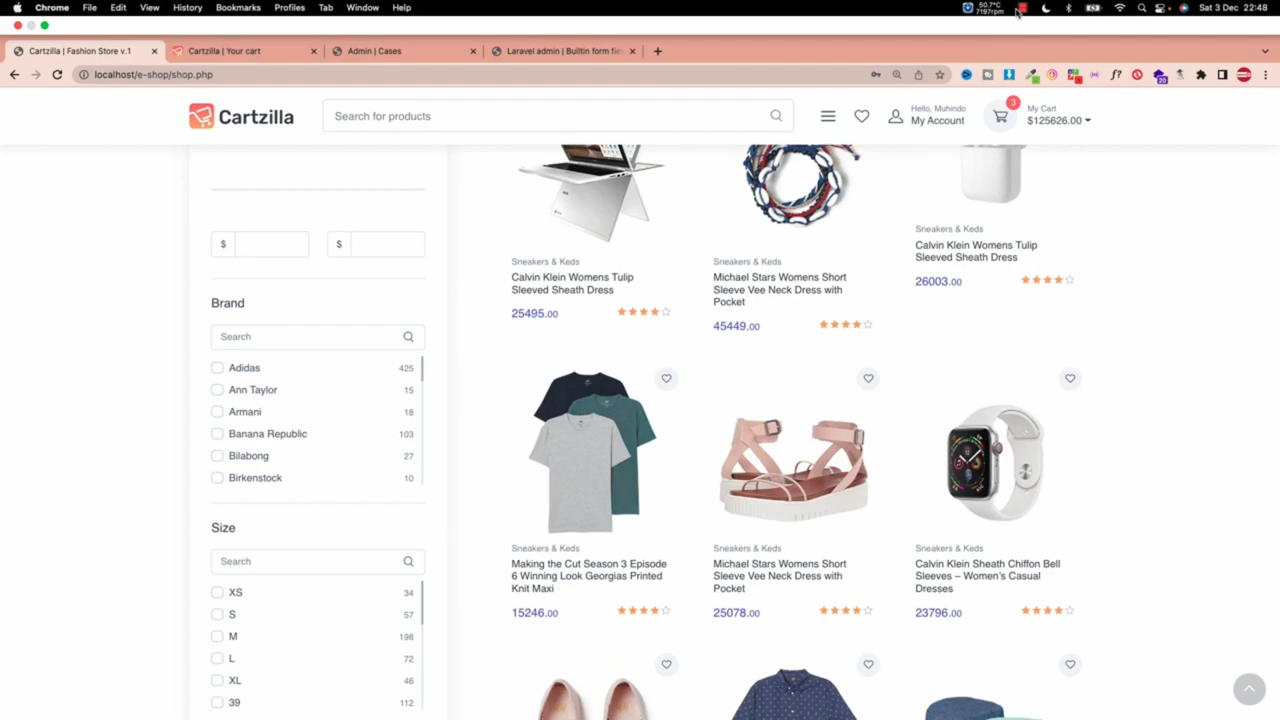 Chrome File Edit View History Bookmarks Profiles Tab Window Help
50.7°C
7197rpm
Sat 3 Dec 22:48
Cartzilla | Fashion Store v.1
Cartzilla | Your cart
Admin | Cases
Laravel admin | Builtin form fie
localhost/e-shop/shop.php
f?
20
Cartzilla
Search for products
Hello, Muhindo
My Account
3
My Cart
$125626.00
$ $
Brand
Search
Adidas 425
Ann Taylor 15
Armani 18
Banana Republic 103
Bilabong 27
Birkenstock 10
Size
Search
XS 34
S 57
M 198
L 72
XL 46
39 112
Sneakers & Keds
Calvin Klein Womens Tulip
Sleeved Sheath Dress
25495.00
Sneakers & Keds
Michael Stars Womens Short
Sleeve Vee Neck Dress with
Pocket
45449.00
Sneakers & Keds
Calvin Klein Womens Tulip
Sleeved Sheath Dress
26003.00
Sneakers & Keds
Making the Cut Season 3 Episode
6 Winning Look Georgias Printed
Knit Maxi
15246.00
Sneakers & Keds
Michael Stars Womens Short
Sleeve Vee Neck Dress with
Pocket
25078.00
Sneakers & Keds
Calvin Klein Sheath Chiffon Bell
Sleeves – Women's Casual
Dresses
23796.00